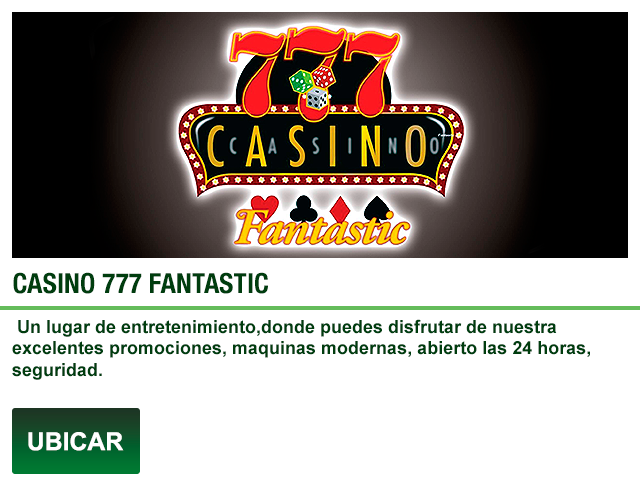 777
CASINO
CASINO
Fantastic
CASINO 777 FANTASTIC
Un lugar de entretenimiento,donde puedes disfrutar de nuestra
excelentes promociones, maquinas modernas, abierto las 24 horas,
seguridad.
UBICAR